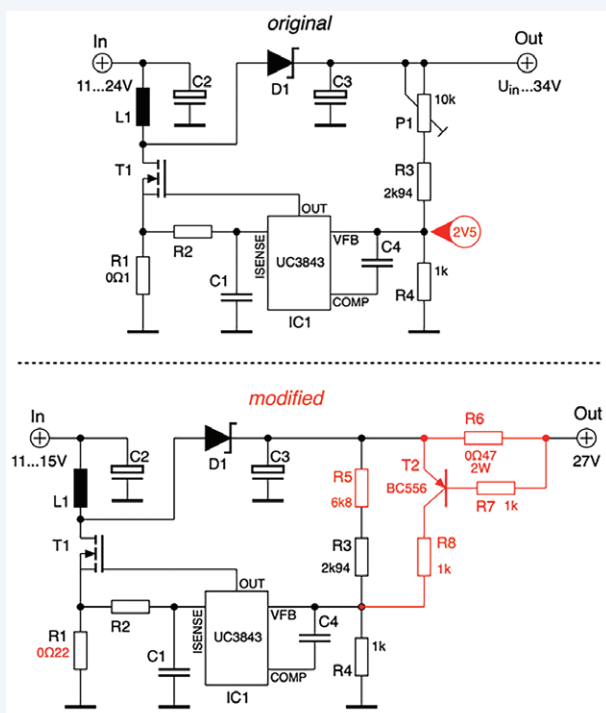 original
In
Out
11...24V
C2
D1
C3
10k
Uin...34V
L1
P1
T1
R3
2k94
OUT
2V5
R2
ISENSE
VFB
C4
R1
0Ω1
UC3843
1k
C1
COMP
R4
IC1
modified
In
R6
Out
11...15V
C2
D1
C3
0Ω47
2W
27V
R5
6k8
T2
BC556
L1
R7
1k
T1
R3
2k94
R8
1k
OUT
R2
ISENSE
VFB
C4
R1
0Ω22
UC3843
1k
C1
COMP
R4
IC1